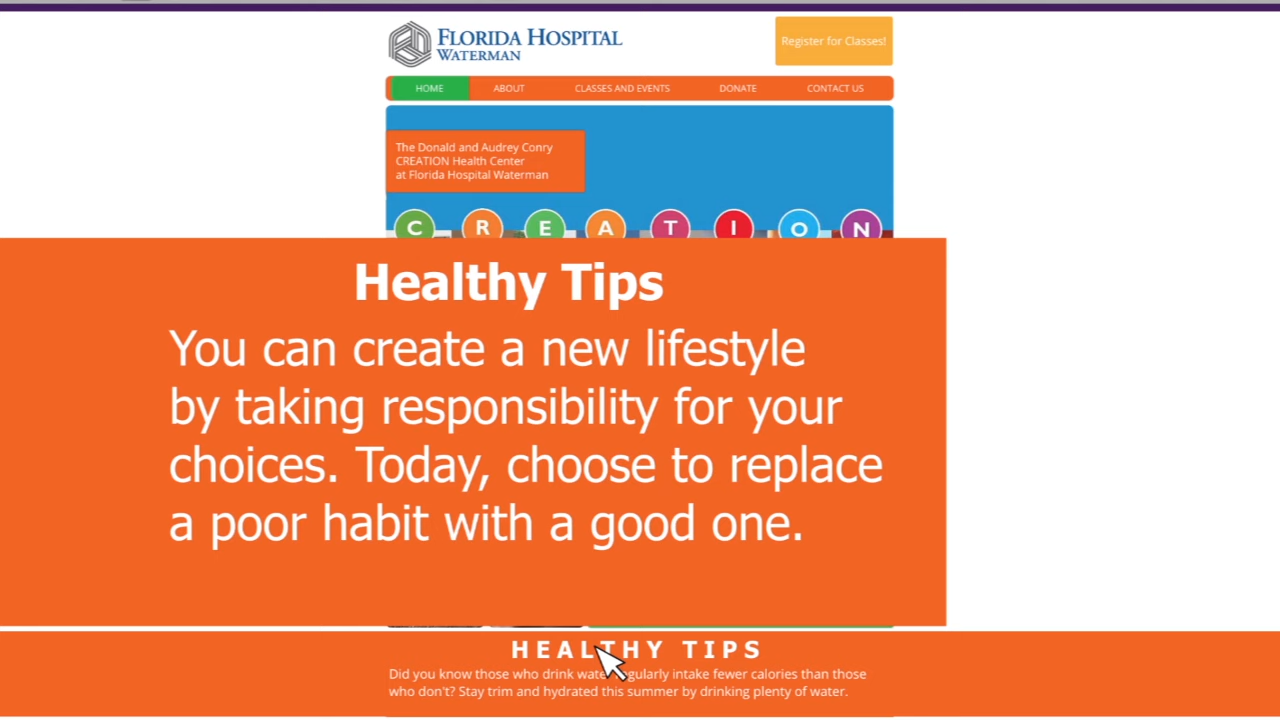 FLORIDA HOSPITAL
WATERMAN
Register for Classes!
HOME ABOUT CLASSES AND EVENTS DONATE CONTACT US
The Donald and Audrey Conry
CREATION Health Center
at Florida Hospital Waterman
C R E A T I O N
Healthy Tips
You can create a new lifestyle
by taking responsibility for your
choices. Today, choose to replace
a poor habit with a good one.
HEALTHY TIPS
Did you know those who drink water regularly intake fewer calories than those
who don't? Stay trim and hydrated this summer by drinking plenty of water.